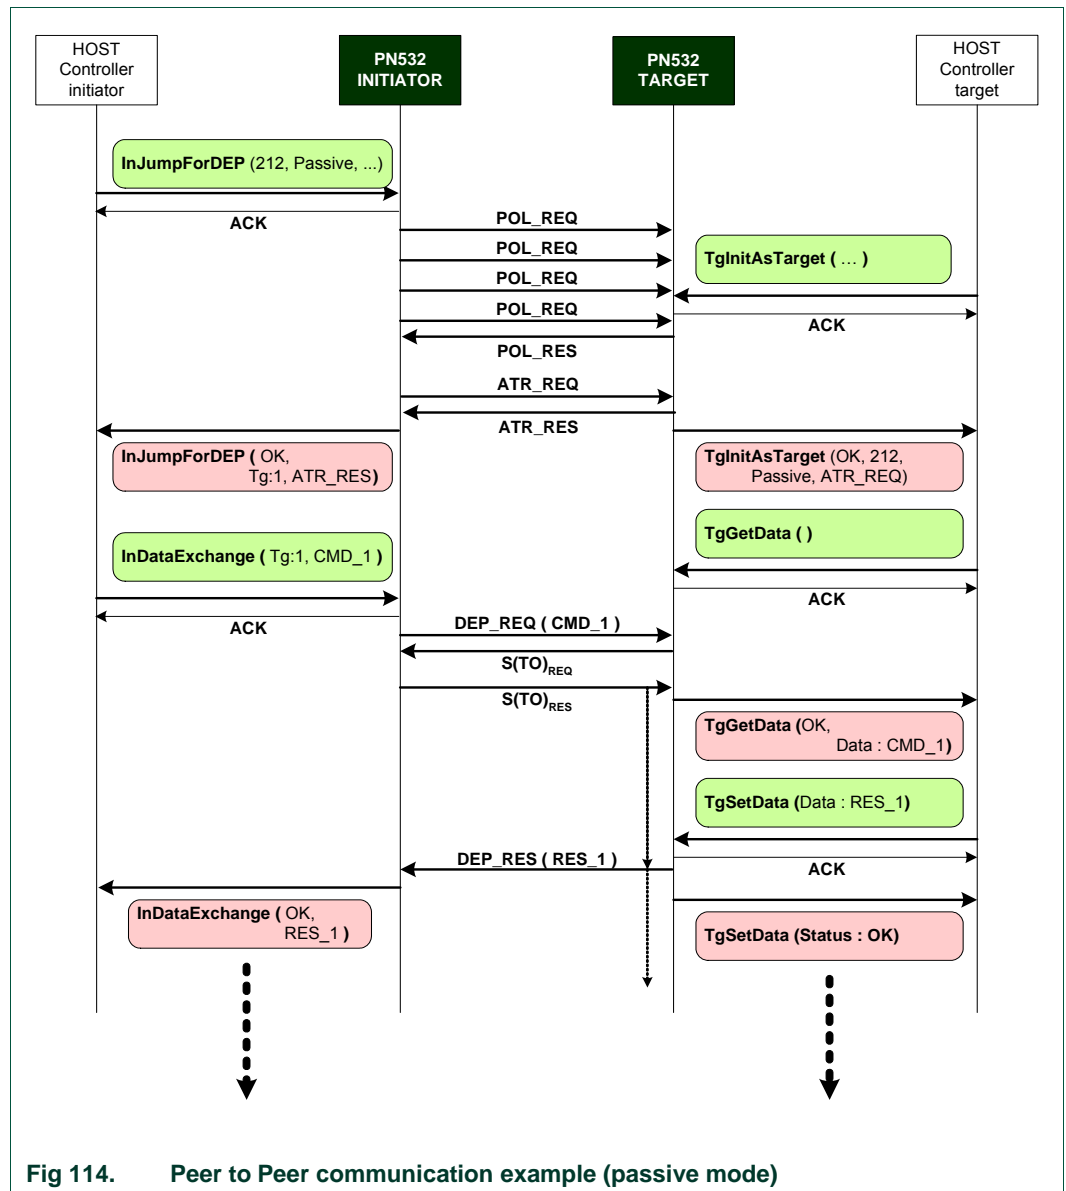 HOST
Controller
initiator
PN532
INITIATOR
PN532
TARGET
HOST
Controller
target
InJumpForDEP (212, Passive, ...)
ACK
POL_REQ
POL_REQ
TgInitAsTarget ( … )
POL_REQ
POL_REQ
ACK
POL_RES
ATR_REQ
ATR_RES
InJumpForDEP ( OK,
Tg:1, ATR_RES)
TgInitAsTarget (OK, 212,
Passive, ATR_REQ)
TgGetData ( )
InDataExchange ( Tg:1, CMD_1 )
ACK
ACK
DEP_REQ ( CMD_1 )
S(TO)REQ
S(TO)RES
TgGetData (OK,
Data : CMD_1)
TgSetData (Data : RES_1)
DEP_RES ( RES_1 )
ACK
InDataExchange ( OK,
RES_1 )
TgSetData (Status : OK)
Fig 114. Peer to Peer communication example (passive mode)